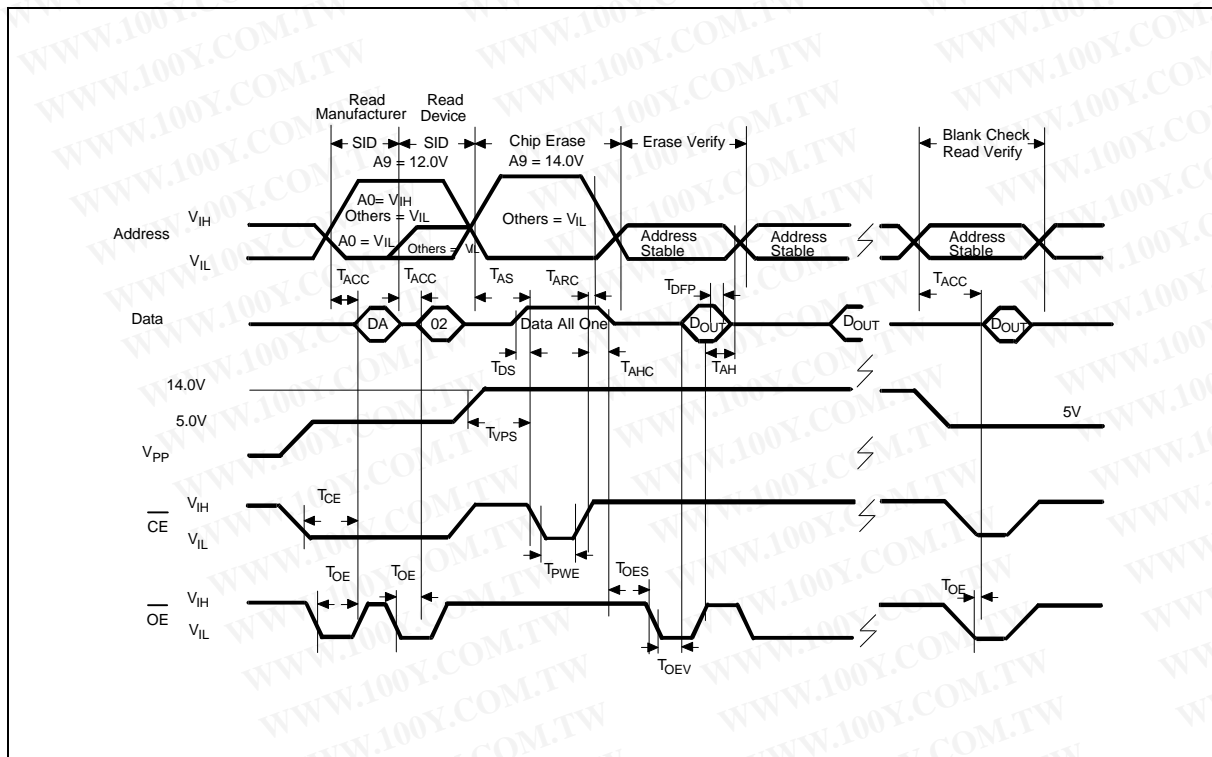 Read Manufacturer
Read Device
SID
SID
Chip Erase
Erase Verify
Blank Check
Read Verify
A9 = 12.0V
A9 = 14.0V
Address
VIH
VIL
A0= VIH
Others = VIL
A0 = VIL
Others = VIL
Others = VIL
Address Stable
Address Stable
Address Stable
TACC
TACC
TAS
TARC
TDFP
TACC
Data
DA
02
Data All One
DOUT
DOUT
DOUT
TDS
TAHC
TAH
14.0V
5.0V
VPP
TVPS
5V
CE
VIH
VIL
TCE
TPWE
OE
VIH
VIL
TOE
TOE
TOES
TOEV
TOE
WWW.100Y.COM.TW